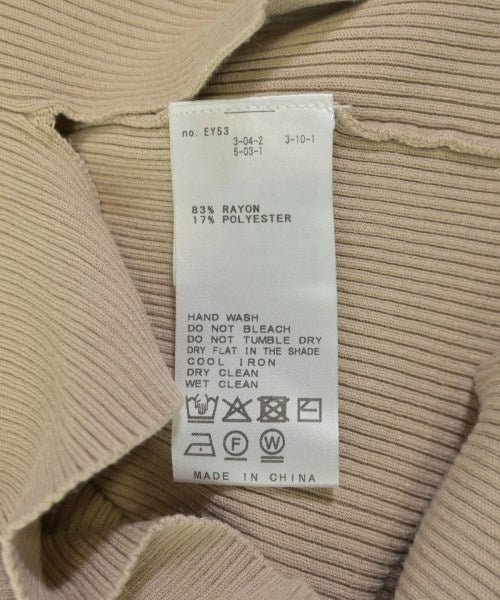 no. EY53
3-04-2 3-10-1
5-03-1
83% RAYON
17% POLYESTER
HAND WASH
DO NOT BLEACH
DO NOT TUMBLE DRY
DRY FLAT IN THE SHADE
COOL IRON
DRY CLEAN
WET CLEAN
F W
MADE IN CHINA